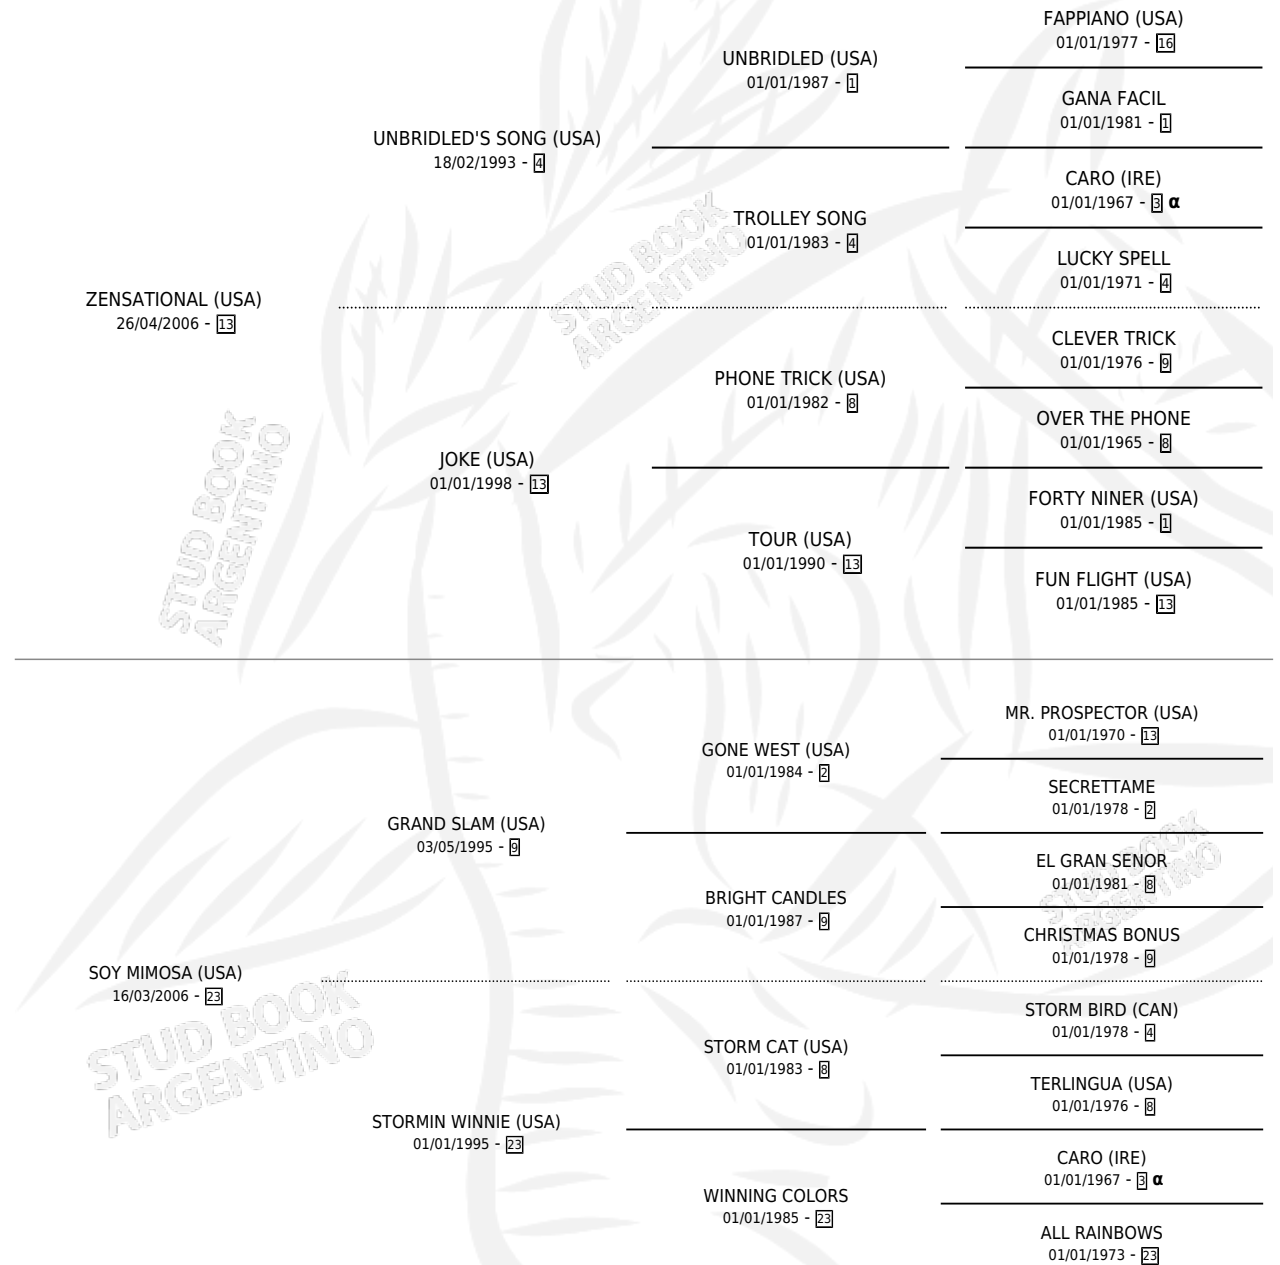 FAPPIANO (USA)
01/01/1977 - 16
UNBRIDLED (USA)
01/01/1987 - 1
GANA FACIL
01/01/1981 - 1
UNBRIDLED'S SONG (USA)
18/02/1993 - 4
CARO (IRE)
01/01/1967 - 3 α
TROLLEY SONG
01/01/1983 - 4
LUCKY SPELL
01/01/1971 - 4
STUD BOOK
ARGENTINO
ZENSATIONAL (USA)
26/04/2006 - 13
CLEVER TRICK
01/01/1976 - 9
PHONE TRICK (USA)
01/01/1982 - 8
OVER THE PHONE
01/01/1965 - 8
JOKE (USA)
01/01/1998 - 13
FORTY NINER (USA)
01/01/1985 - 1
TOUR (USA)
01/01/1990 - 13
FUN FLIGHT (USA)
01/01/1985 - 13
STUD BOOK
ARGENTINO
MR. PROSPECTOR (USA)
01/01/1970 - 13
GONE WEST (USA)
01/01/1984 - 2
SECRETTAME
01/01/1978 - 2
GRAND SLAM (USA)
03/05/1995 - 9
EL GRAN SENOR
01/01/1981 - 8
BRIGHT CANDLES
01/01/1987 - 9
CHRISTMAS BONUS
01/01/1978 - 9
STUD BOOK
ARGENTINO
SOY MIMOSA (USA)
16/03/2006 - 23
STORM BIRD (CAN)
01/01/1978 - 4
STORM CAT (USA)
01/01/1983 - 8
TERLINGUA (USA)
01/01/1976 - 8
STUD BOOK
ARGENTINO
STORMIN WINNIE (USA)
01/01/1995 - 23
CARO (IRE)
01/01/1967 - 3 α
WINNING COLORS
01/01/1985 - 23
ALL RAINBOWS
01/01/1973 - 23